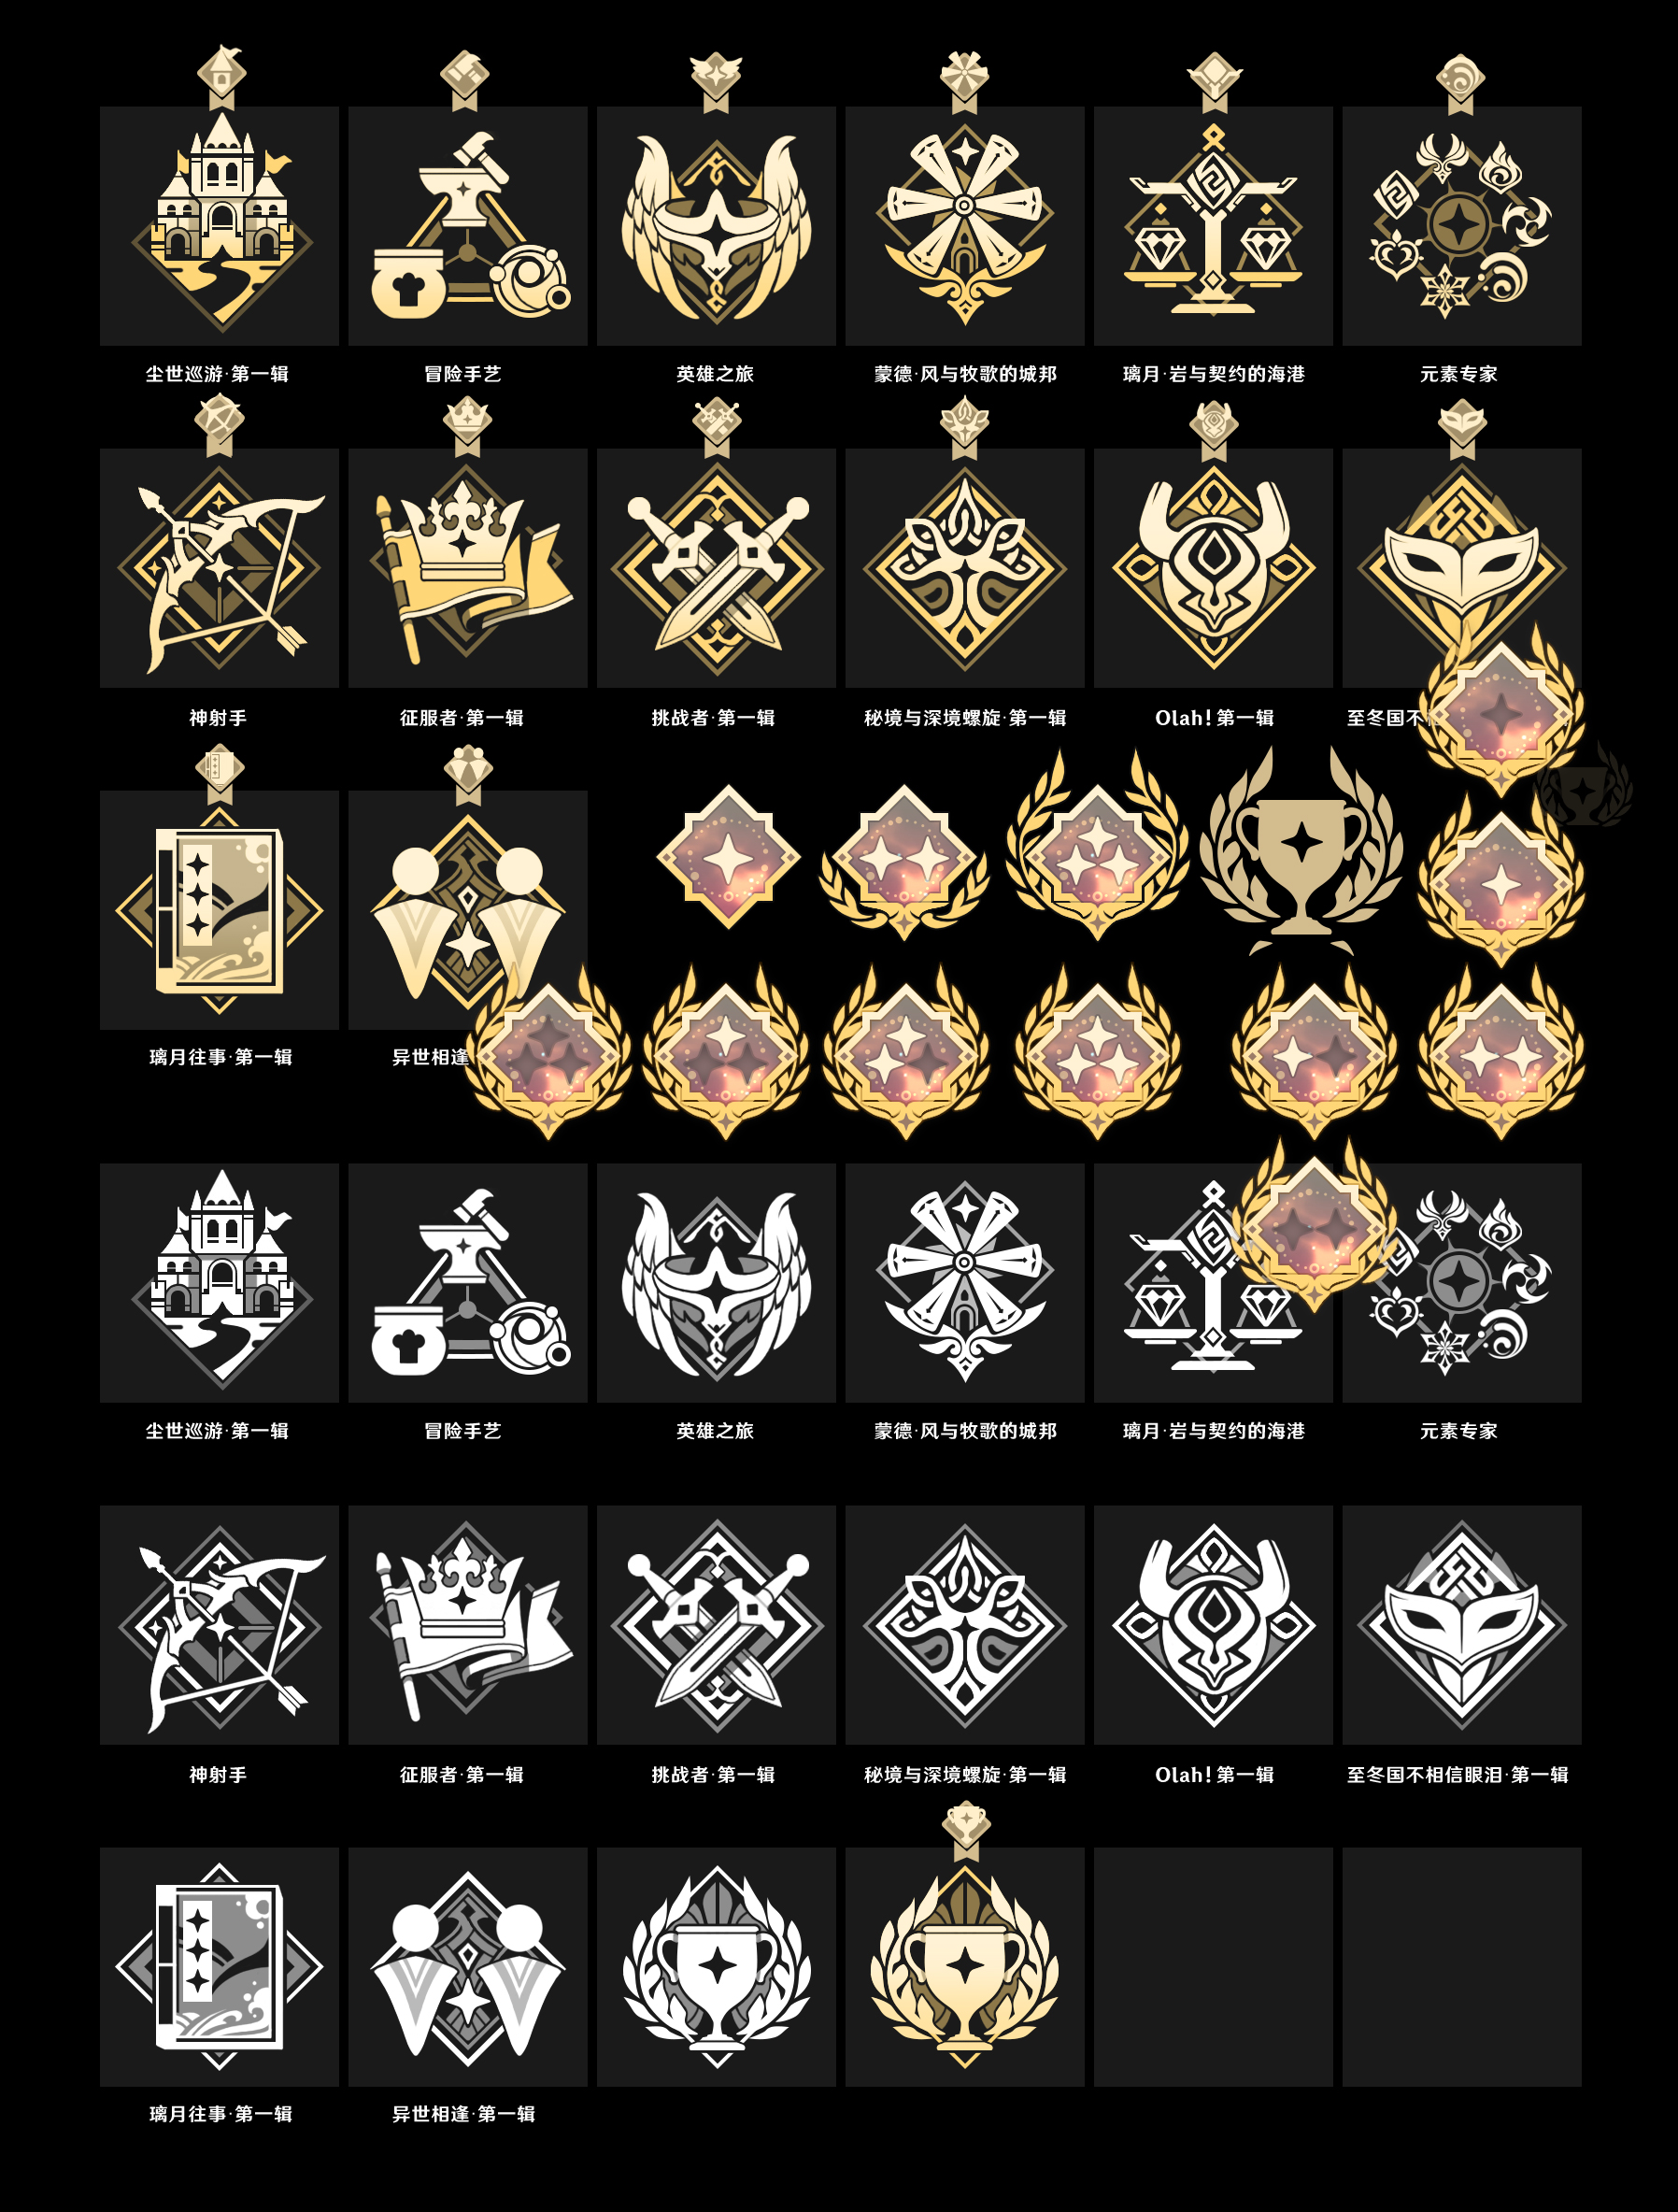 尘世巡游·第一辑
冒险手艺
英雄之旅
蒙德·风与牧歌的城邦
璃月·岩与契约的海港
元素专家
神射手
征服者·第一辑
挑战者·第一辑
秘境与深境螺旋·第一辑
Olah!第一辑
至冬国不
璃月往事·第一辑
异世相逢
尘世巡游·第一辑
冒险手艺
英雄之旅
蒙德·风与牧歌的城邦
璃月·岩与契约的海港
元素专家
神射手
征服者·第一辑
挑战者·第一辑
秘境与深境螺旋·第一辑
Olah!第一辑
至冬国不相信眼泪·第一辑
璃月往事·第一辑
异世相逢·第一辑